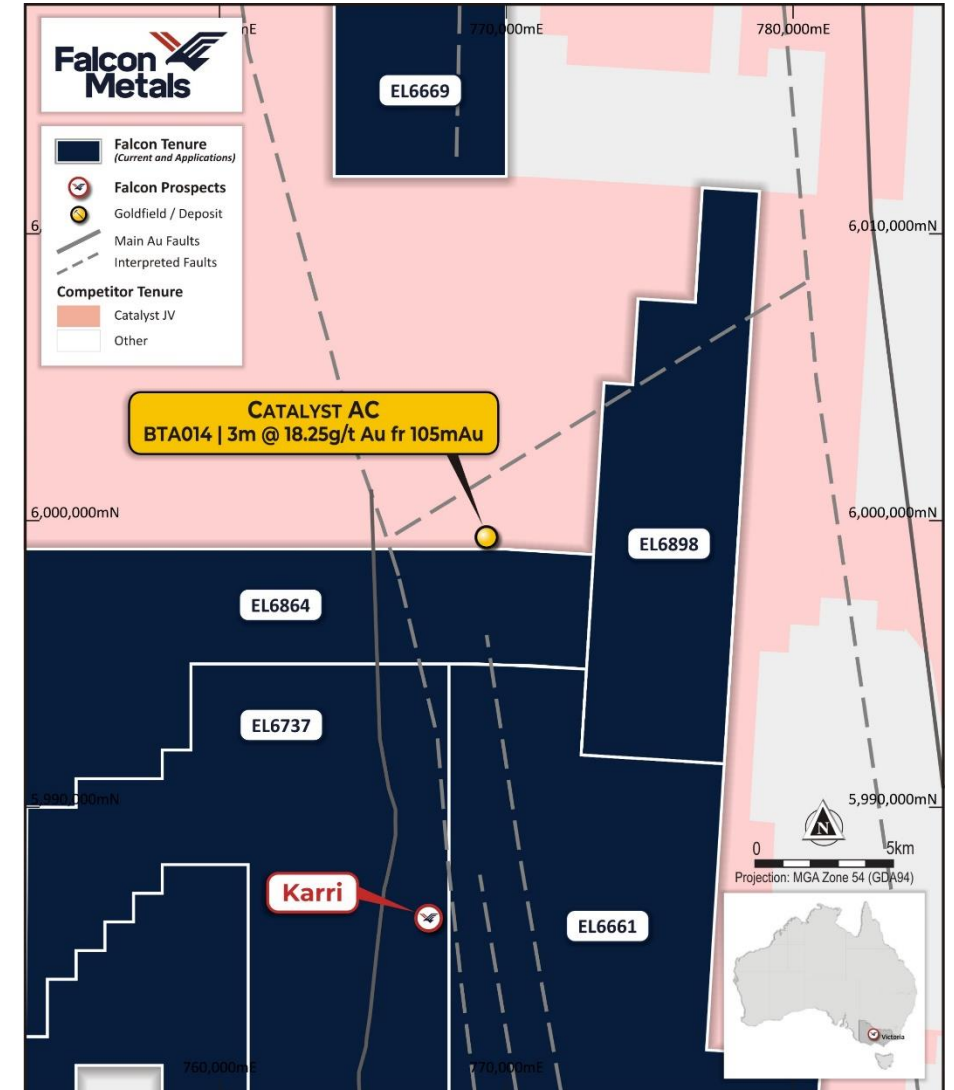 Falcon
Metals
mE
770,000mE
780,000mE
EL6669
Falcon Tenure
(Current and Applications)
Falcon Prospects
Goldfield / Deposit
Main Au Faults
Interpreted Faults
Competitor Tenure
Catalyst JV
Other
6,
6,010,000mN
CATALYST AC
BTA014 | 3m @ 18.25g/t Au fr 105mAu
6,000,000mN
6,000,000mN
EL6898
EL6864
EL6737
5,990,000mN
5,990,000mN
N
0
5km
Projection: MGA Zone 54 (GDA94)
Karri
EL6661
Victoria
760,000mE
770,000mE